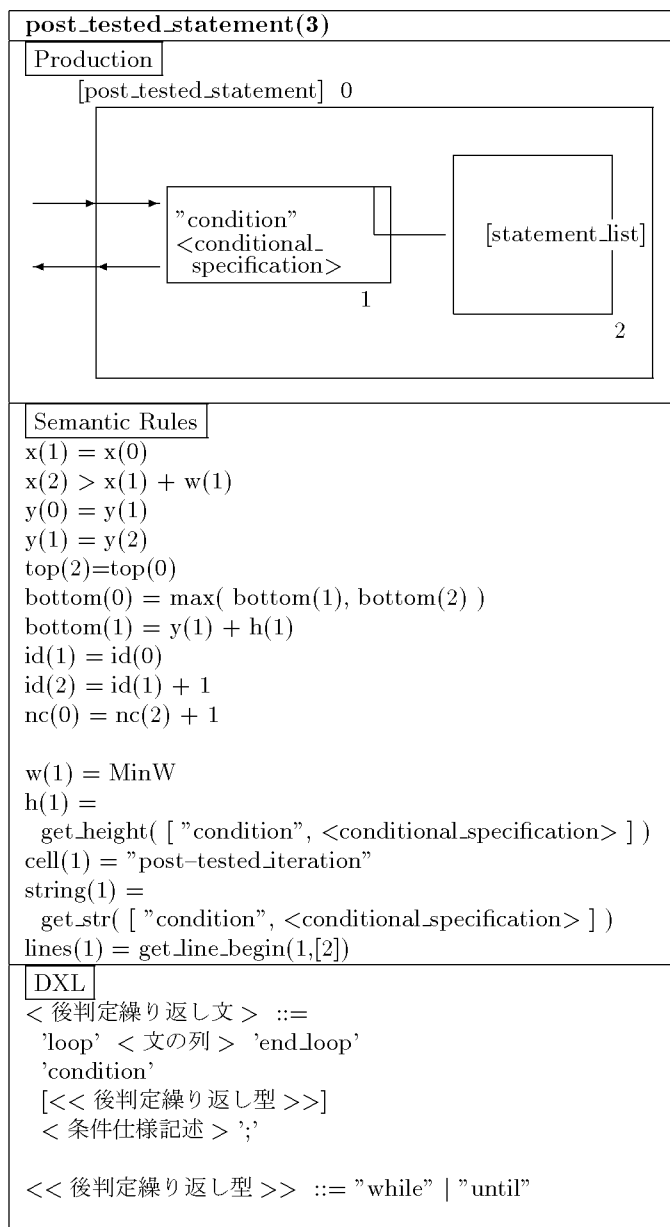 post_tested_statement(3)
Production
[post_tested_statement] 0
"condition"
<conditional_
specification>
1
[statement_list]
2
Semantic Rules
x(1) = x(0)
x(2) > x(1) + w(1)
y(0) = y(1)
y(1) = y(2)
top(2)=top(0)
bottom(0) = max( bottom(1), bottom(2) )
bottom(1) = y(1) + h(1)
id(1) = id(0)
id(2) = id(1) + 1
nc(0) = nc(2) + 1
w(1) = MinW
h(1) =
get_height( [ "condition", <conditional_specification> ] )
cell(1) = "post–tested_iteration"
string(1) =
get_str( [ "condition", <conditional_specification> ] )
lines(1) = get_line_begin(1,[2])
DXL
< 後判定繰り返し文 > ::=
'loop' < 文の列 > 'end_loop'
'condition'
[<< 後判定繰り返し型 >>]
< 条件仕様記述 > ';'
<< 後判定繰り返し型 >> ::= "while" | "until"